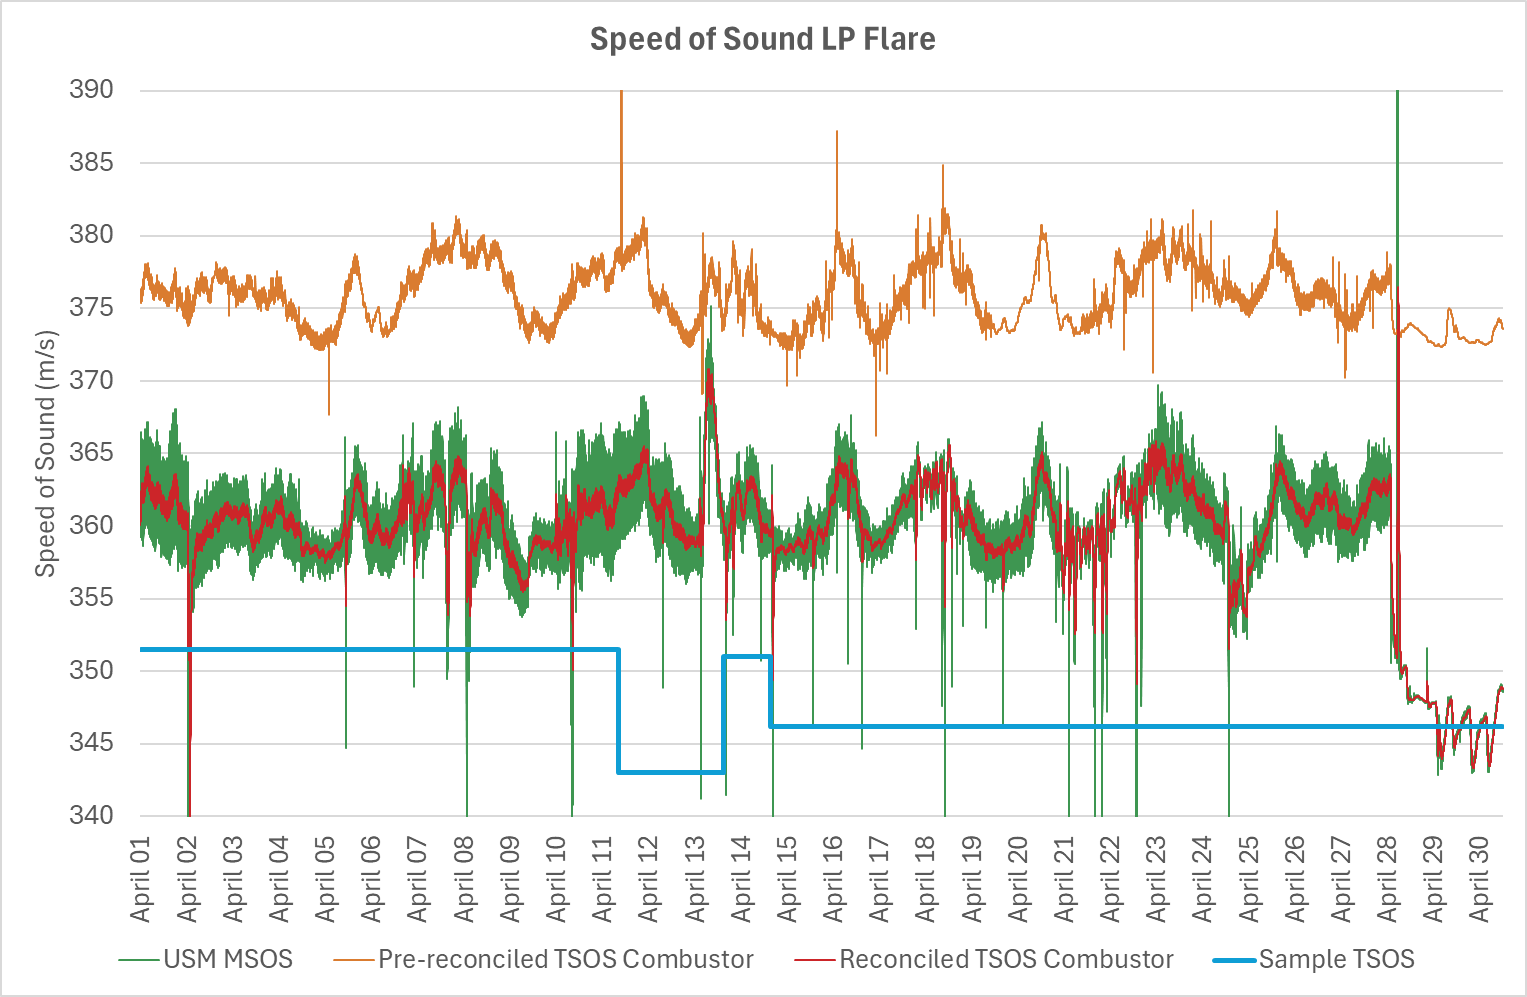 Speed of Sound LP Flare
Speed of Sound (m/s)
390
385
380
375
370
365
360
355
350
345
340
April 01
April 02
April 03
April 04
April 05
April 06
April 07
April 08
April 09
April 10
April 11
April 12
April 13
April 14
April 15
April 16
April 17
April 18
April 19
April 20
April 21
April 22
April 23
April 24
April 25
April 26
April 27
April 28
April 29
April 30
USM MSOS
Pre-reconciled TSOS Combustor
Reconciled TSOS Combustor
Sample TSOS